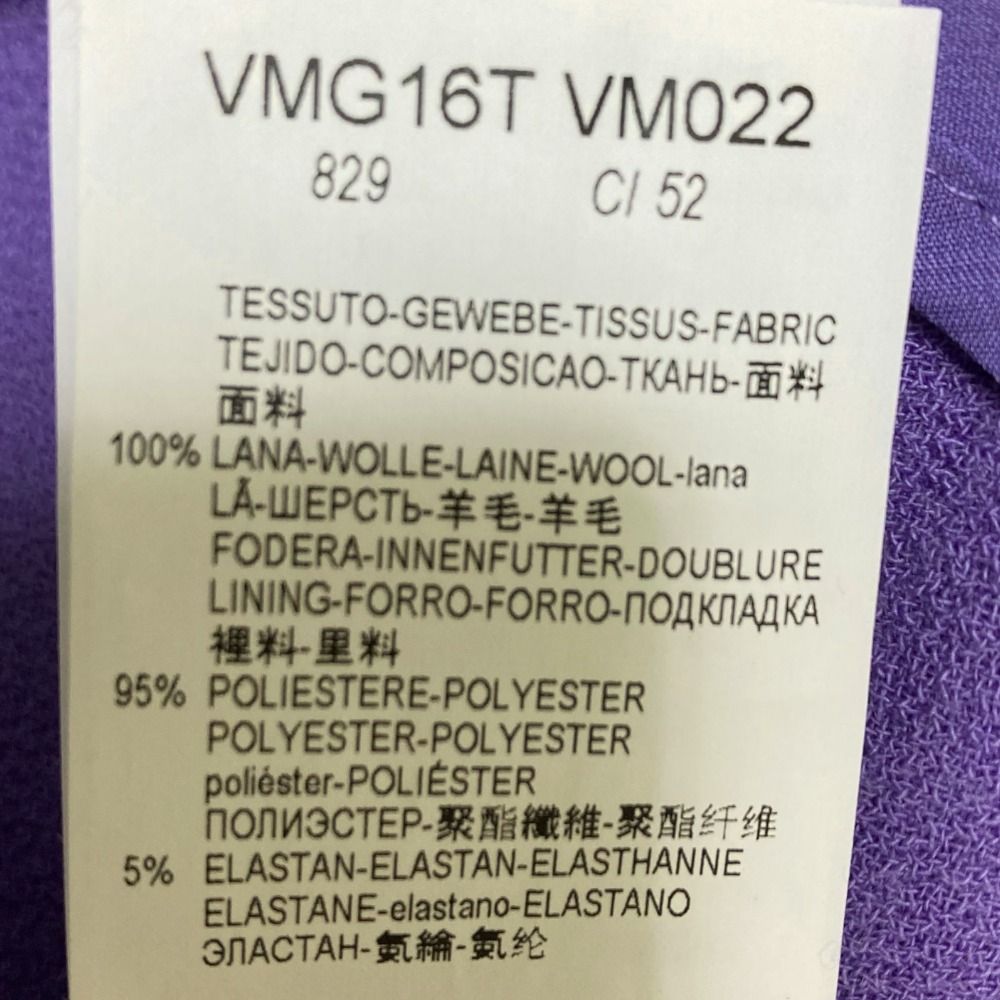 VMG16T VM022
829 C/ 52
TESSUTO-GEWEBE-TISSUS-FABRIC
TEJIDO-COMPOSICAO-ТКАНЬ-面料
面料
100% LANA-WOLLE-LAINE-WOOL-lana
LÃ-ШЕРСТЬ-羊毛-羊毛
FODERA-INNENFUTTER-DOUBLURE
LINING-FORRO-FORRO-ПОДКЛАДКА
裡料-里料
95% POLIESTERE-POLYESTER
POLYESTER-POLYESTER
poliéster-POLIÉSTER
ПОЛИЭСТЕР-聚酯纖維-聚酯纤维
5% ELASTAN-ELASTAN-ELASTHANNE
ELASTANE-elastano-ELASTANO
ЭЛАСТАН-氨綸-氨纶